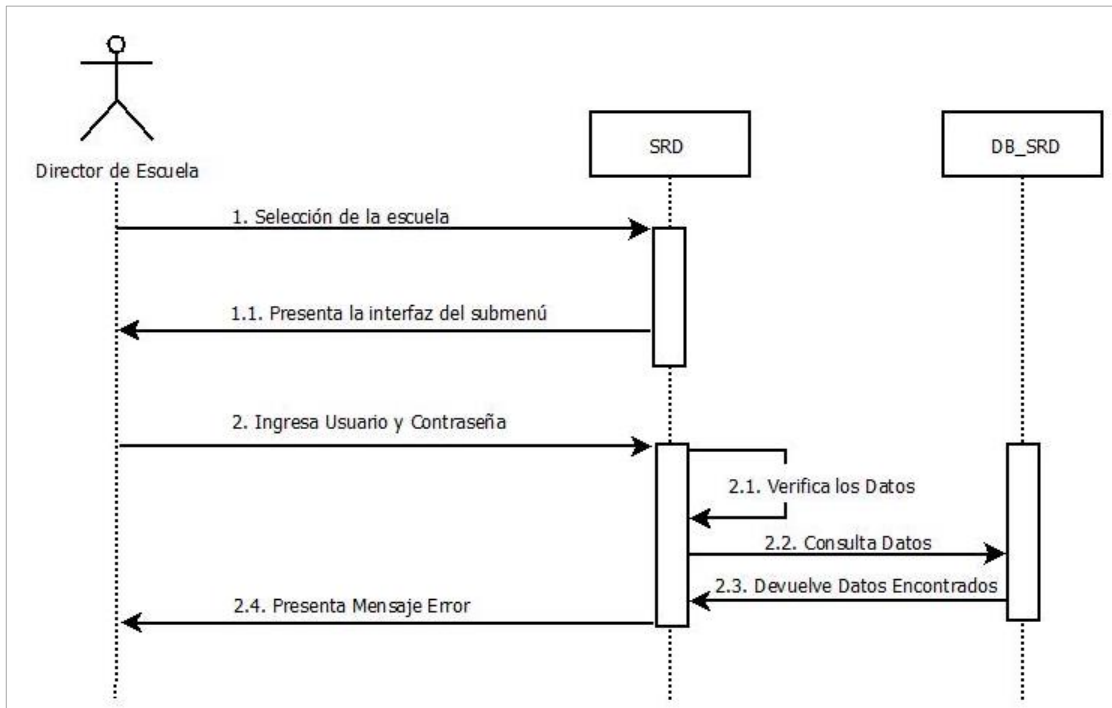 SRD
DB_SRD
Director de Escuela
1. Selección de la escuela
1.1. Presenta la interfaz del submenú
2. Ingresa Usuario y Contraseña
2.1. Verifica los Datos
2.2. Consulta Datos
2.3. Devuelve Datos Encontrados
2.4. Presenta Mensaje Error